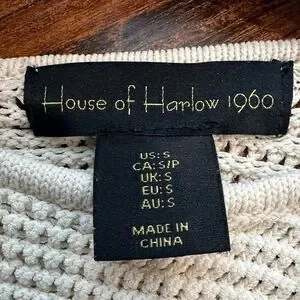 House of Harlow 1960
US: S
CA: S/P
UK: S
EU: S
AU: S
MADE IN
CHINA